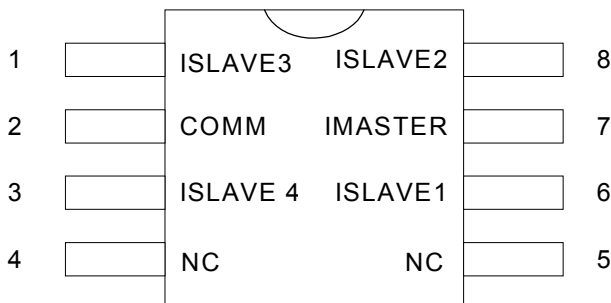 1 ISLAVE3 ISLAVE2 8
2 COMM IMASTER 7
3 ISLAVE 4 ISLAVE1 6
4 NC NC 5